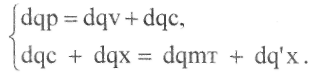 dqp = dqv + dqc,
dqc + dqx = dqmт + dq'x.